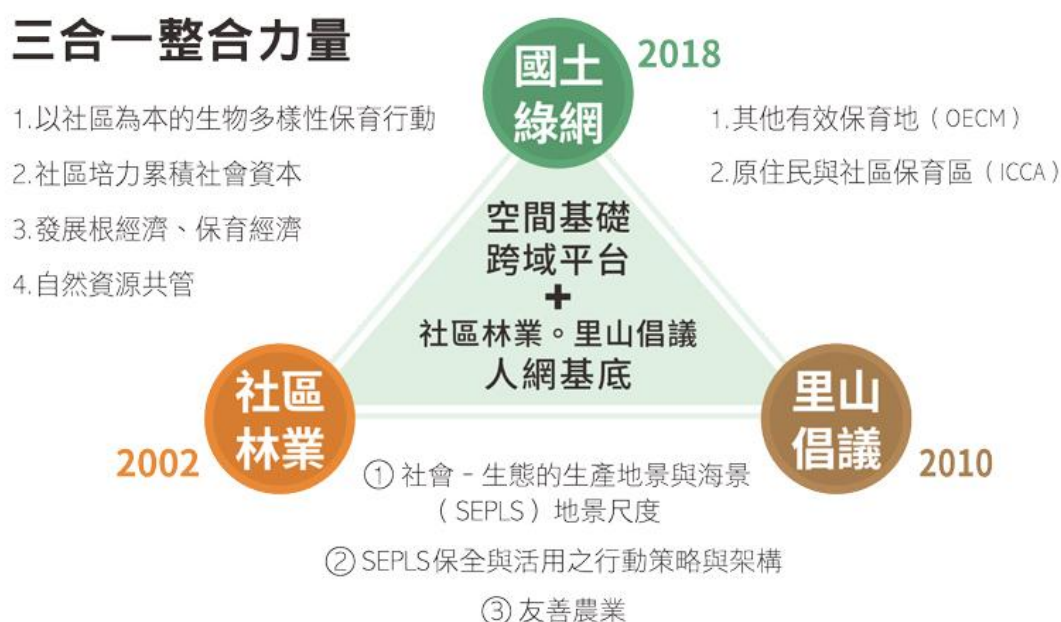 三合一整合力量
1.以社區為本的生物多樣性保育行動
2.社區培力累積社會資本
3.發展根經濟、保育經濟
4.自然資源共管
國土
綠網
2018
1.其他有效保育地（OECM）
2.原住民與社區保育區（ICCA）
空間基礎
跨域平台
+
社區林業。里山倡議
人網基底
社區
林業
2002
里山
倡議
2010
① 社會–生態的生產地景與海景
（SEPLS）地景尺度
② SEPLS保全與活用之行動策略與架構
③ 友善農業